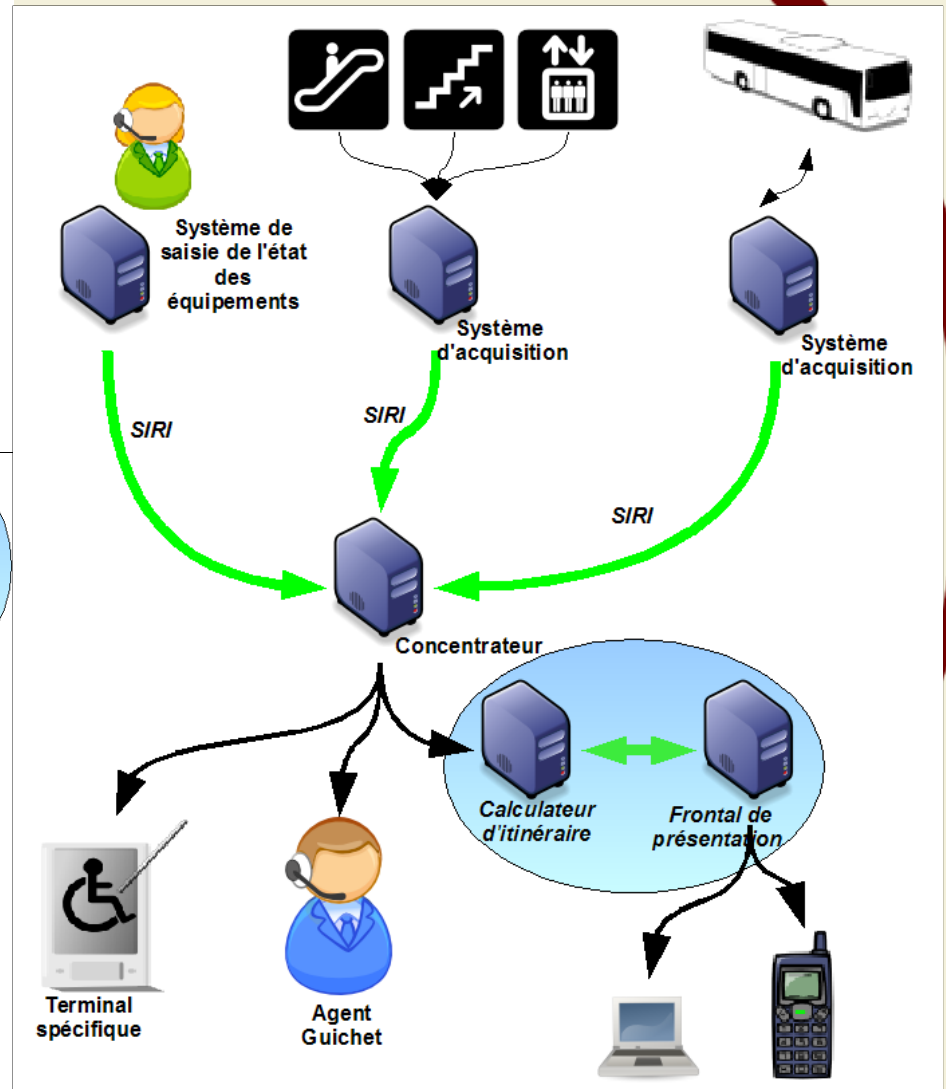 Système de
saisie de l'état
des
équipements
Système
d'acquisition
Système
d'acquisition
SIRI
SIRI
SIRI
Concentrateur
Calculateur
d'itinéraire
Frontal de
présentation
Terminal
spécifique
Agent
Guichet